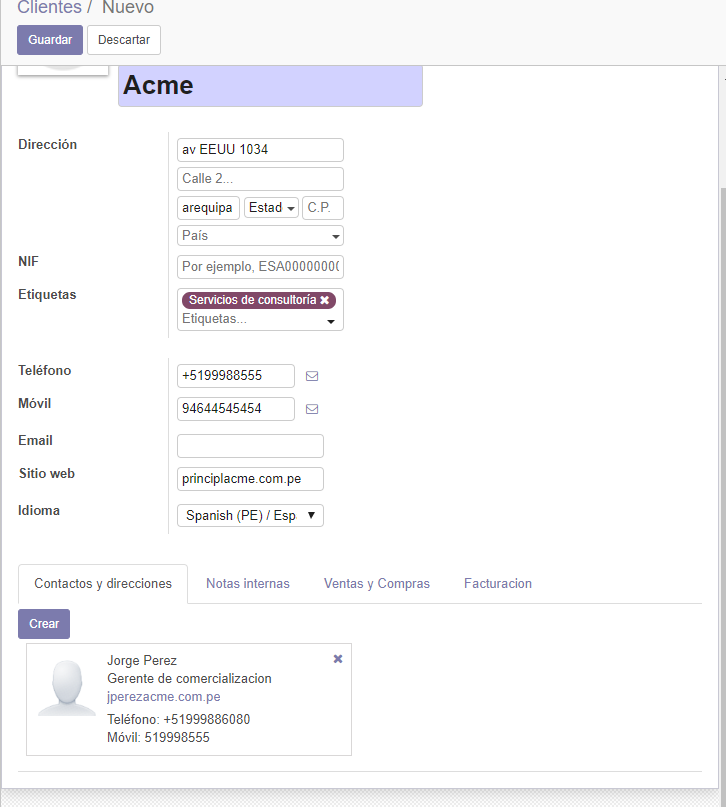 Clientes / Nuevo
Guardar Descartar
Acme
Dirección
av EEUU 1034
Calle 2...
arequipa Estad C.P.
País
NIF
Por ejemplo, ESA00000000
Etiquetas
Servicios de consultoría ✖
Etiquetas...
Teléfono
+5199988555
Móvil
94644545454
Email
Sitio web
principlacme.com.pe
Idioma
Spanish (PE) / Espa
Contactos y direcciones Notas internas Ventas y Compras Facturacion
Crear
Jorge Perez
Gerente de comercializacion
jperezacme.com.pe
Teléfono: +51999886080
Móvil: 519998555